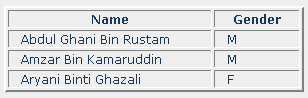 Name Gender
Abdul Ghani Bin Rustam M
Amzar Bin Kamaruddin M
Aryani Binti Ghazali F